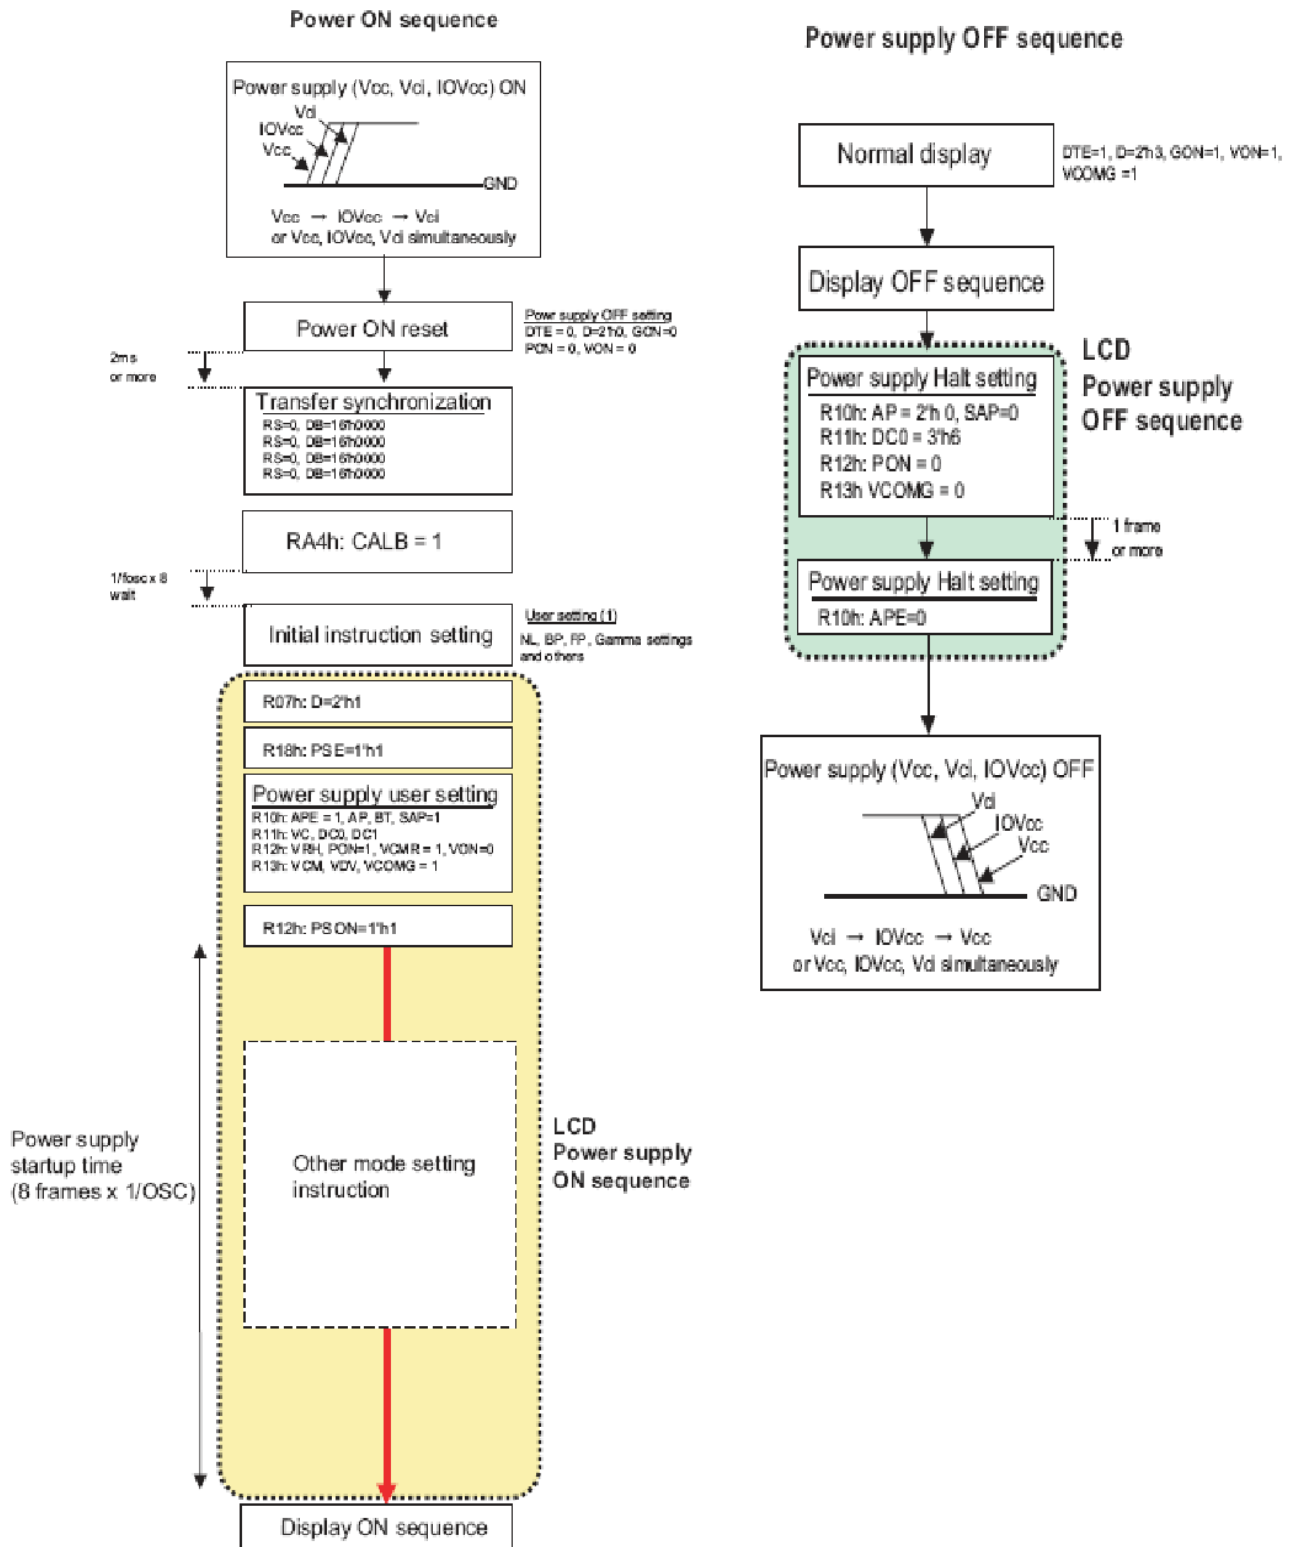 Power ON sequence
Power supply (Vcc, Vci, IOVcc) ON
Vci
IOVcc
Vcc
GND
Vcc → IOVcc → Vci
or Vcc, IOVcc, Vci simultaneously
Power ON reset
Powr supply OFF setting
DTE = 0, D=2'h0, GON=0
PON = 0, VON = 0
2ms
or more
Transfer synchronization
RS=0, DB=16'h0000
RS=0, DB=16'h0000
RS=0, DB=16'h0000
RS=0, DB=16'h0000
RA4h: CALB = 1
1/fosc x 8
wait
Initial instruction setting
User setting (1)
NL, BP, FP, Gamma settings
and others
R07h: D=2'h1
R18h: PSE=1'h1
Power supply user setting
R10h: APE = 1, AP, BT, SAP=1
R11h: VC, DC0, DC1
R12h: VRH, PON=1, VCMR = 1, VON=0
R13h: VCM, VDV, VCOMG = 1
R12h: PSON=1'h1
Power supply
startup time
(8 frames x 1/OSC)
Other mode setting
instruction
LCD
Power supply
ON sequence
Display ON sequence
Power supply OFF sequence
Normal display
DTE=1, D=2'h3, GON=1, VON=1,
VCOMG =1
Display OFF sequence
LCD
Power supply
OFF sequence
Power supply Halt setting
R10h: AP = 2'h 0, SAP=0
R11h: DC0 = 3'h6
R12h: PON = 0
R13h VCOMG = 0
1 frame
or more
Power supply Halt setting
R10h: APE=0
Power supply (Vcc, Vci, IOVcc) OFF
Vci
IOVcc
Vcc
GND
Vci → IOVcc → Vcc
or Vcc, IOVcc, Vci simultaneously